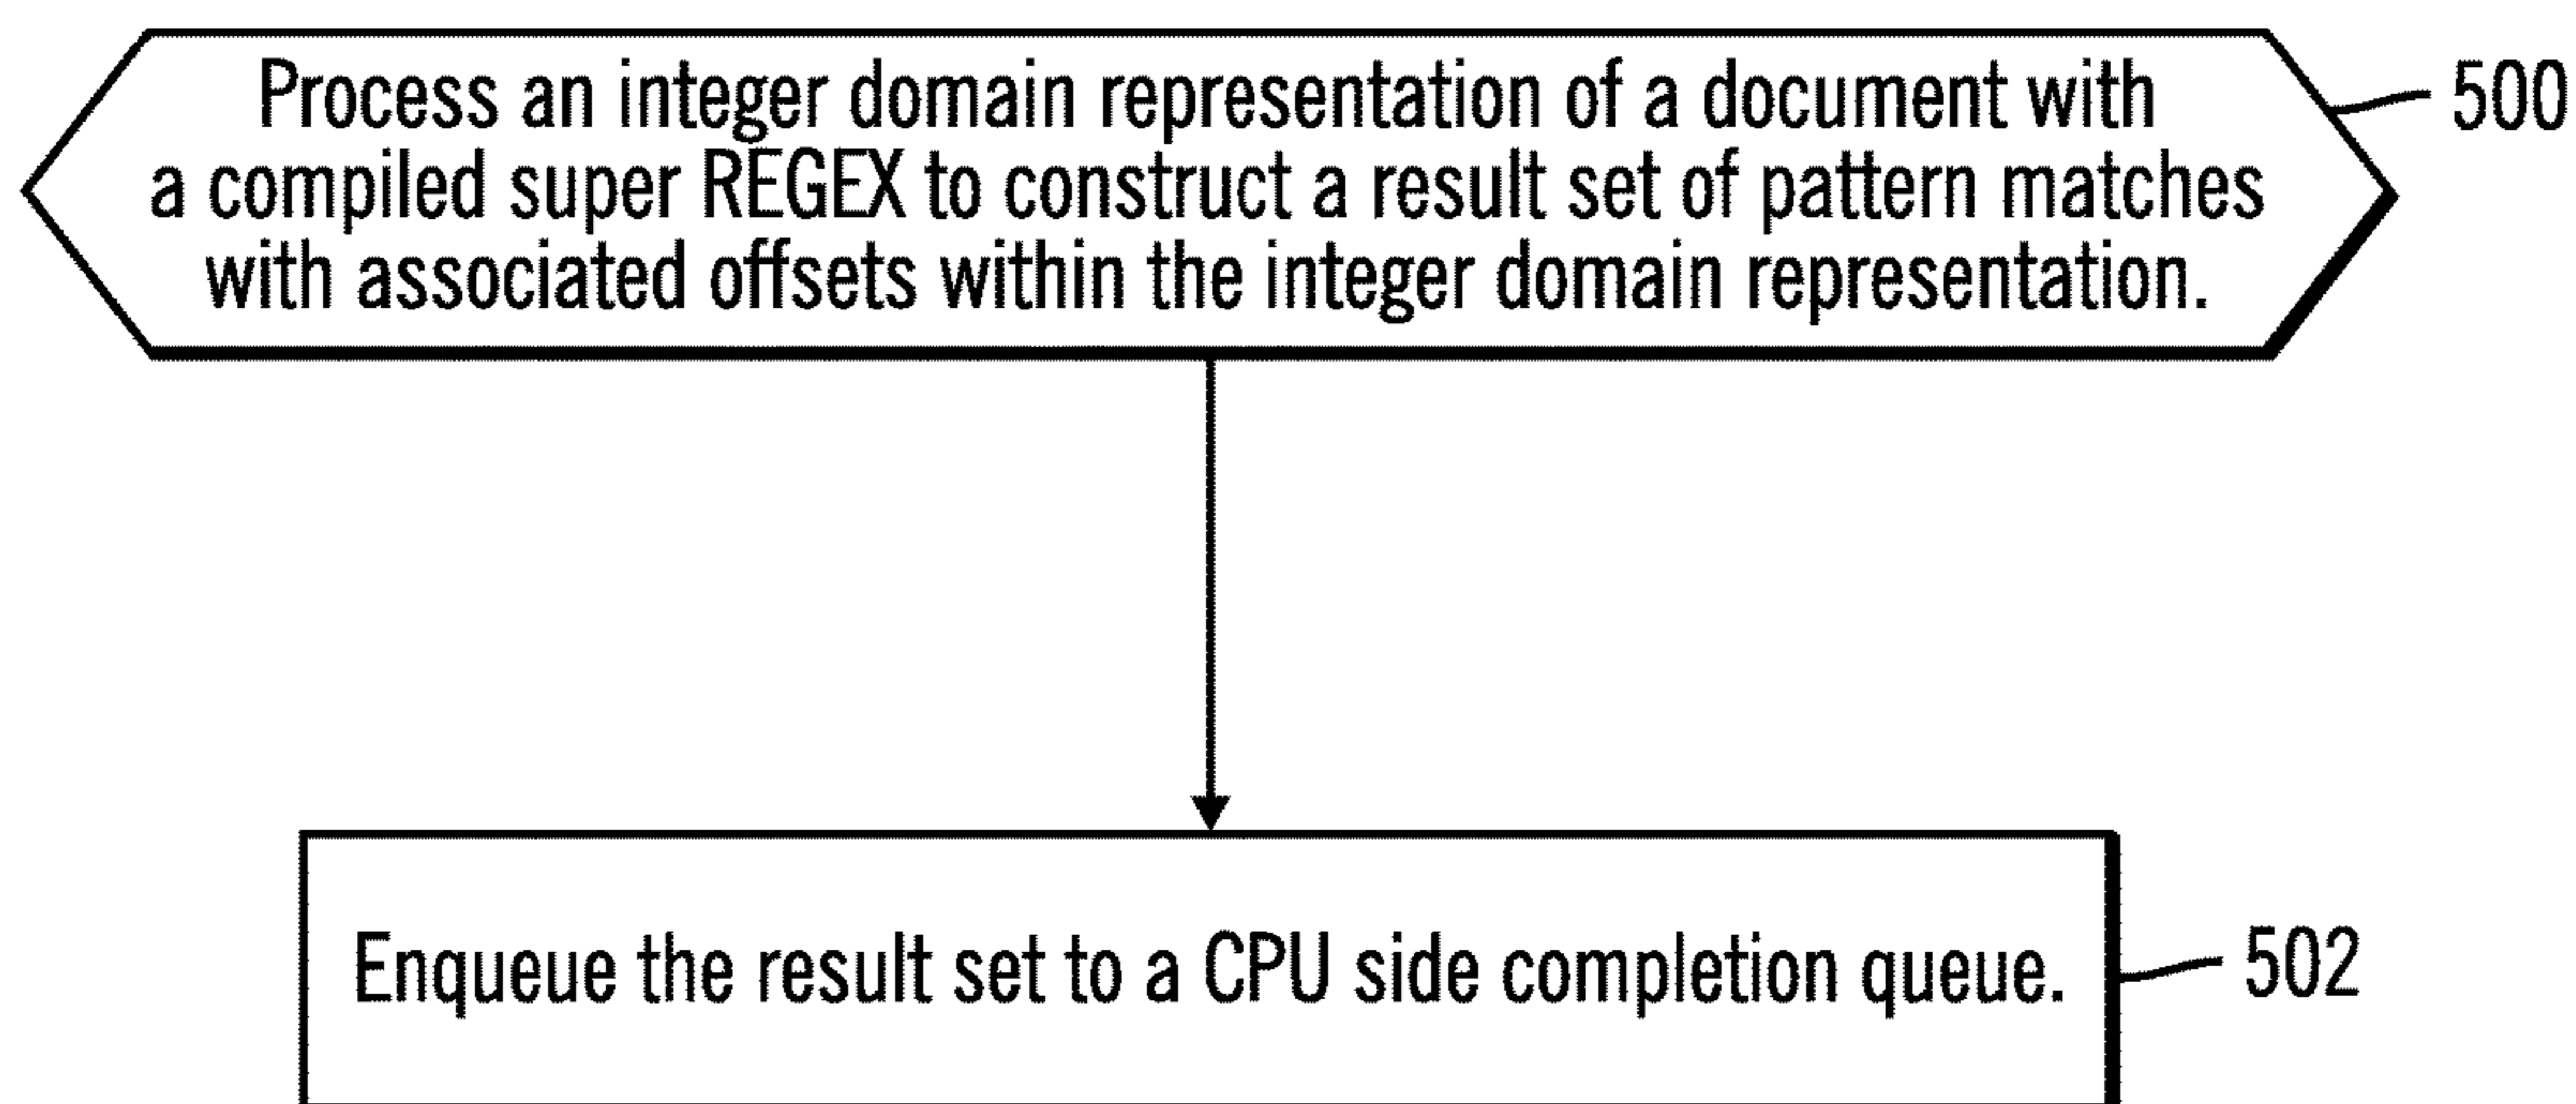 Process an integer domain representation of a document with
a compiled super REGEX to construct a result set of pattern matches
with associated offsets within the integer domain representation.
500
Enqueue the result set to a CPU side completion queue.
502